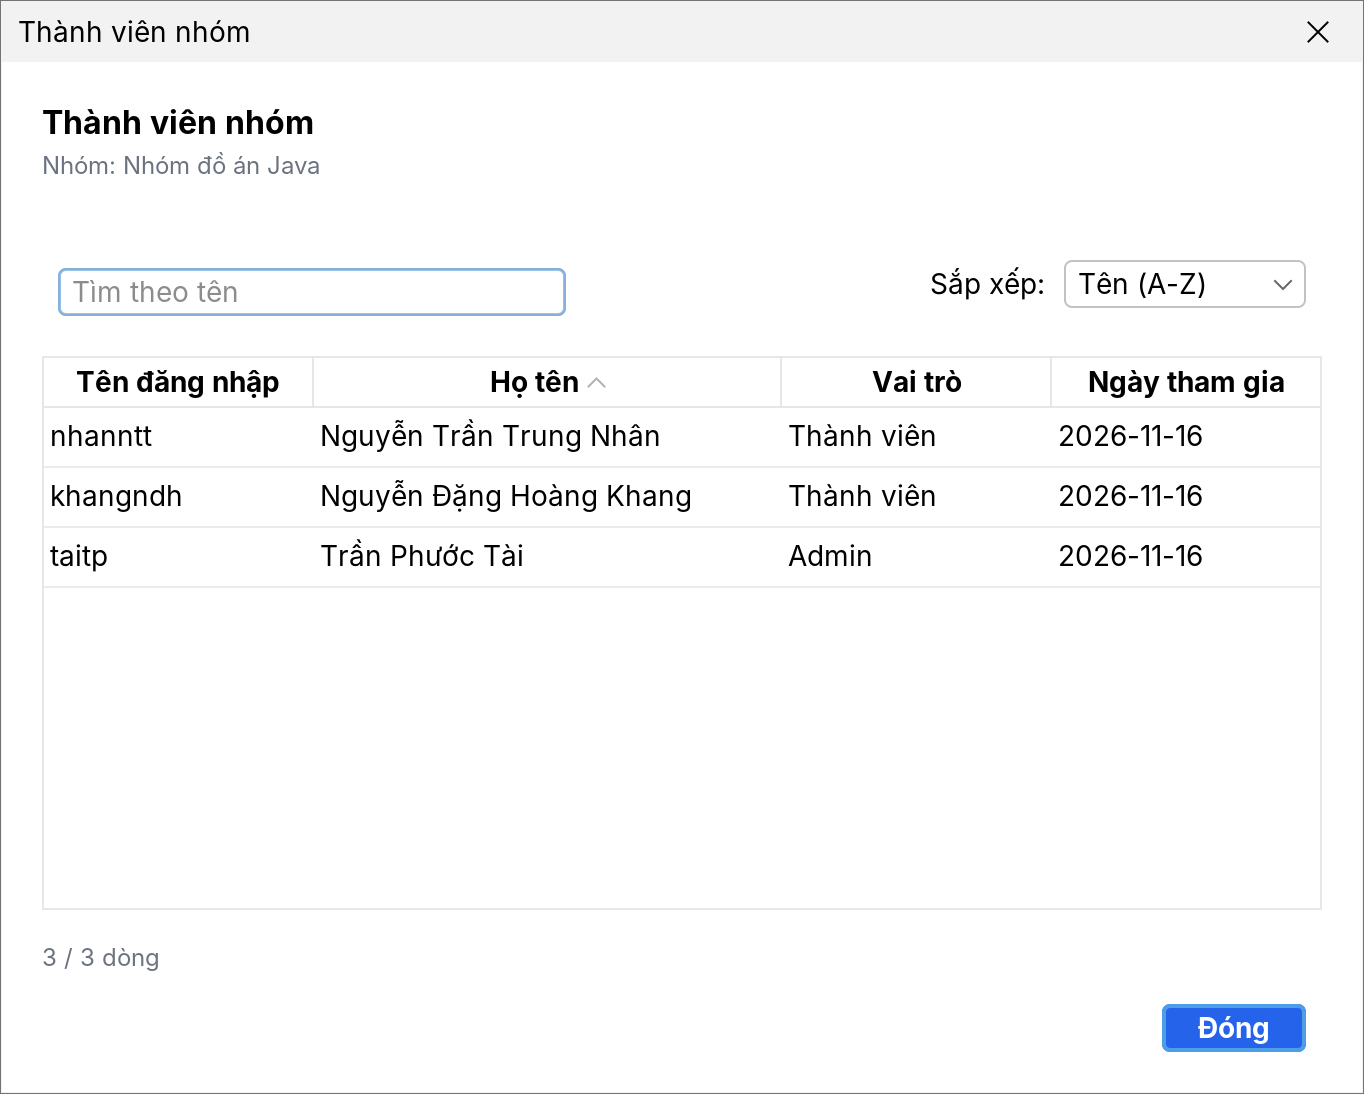 Thành viên nhóm
Thành viên nhóm
Nhóm: Nhóm đồ án Java
Tìm theo tên
Sắp xếp: Tên (A-Z)
Tên đăng nhập Họ tên Vai trò Ngày tham gia
nhanntt Nguyễn Trần Trung Nhân Thành viên 2026-11-16
khangndh Nguyễn Đặng Hoàng Khang Thành viên 2026-11-16
taitp Trần Phước Tài Admin 2026-11-16
3 / 3 dòng
Đóng